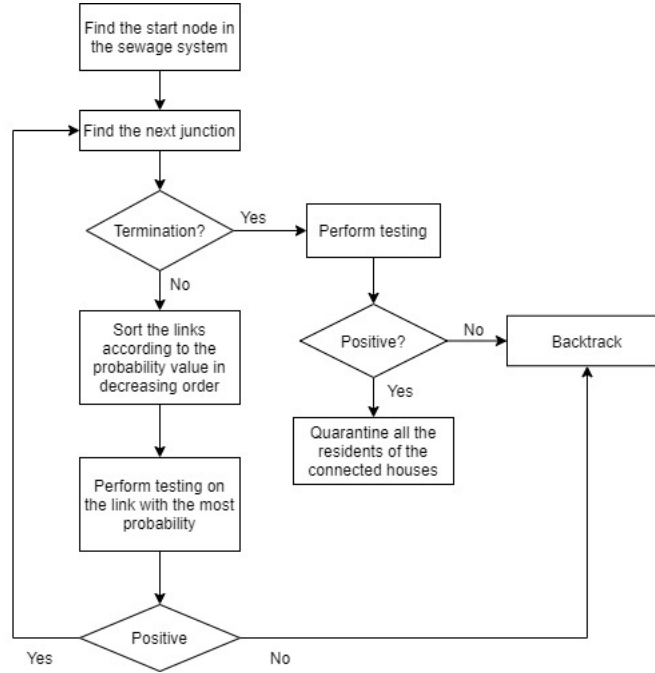 Find the start node in
the sewage system
Find the next junction
Termination?
Yes
Perform testing
No
Sort the links
according to the
probability value in
decreasing order
Positive?
No
Backtrack
Yes
Quarantine all the
residents of the
connected houses
Perform testing on
the link with the most
probability
Positive
Yes
No